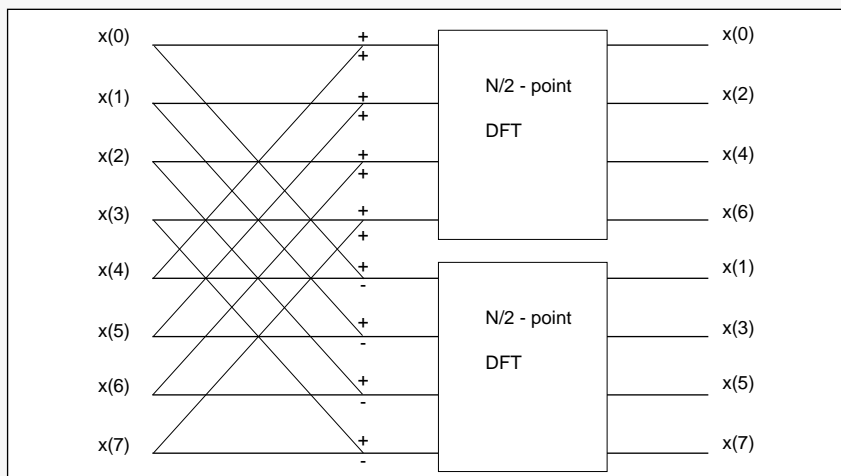 x(0) + x(0)
+
x(1) + N/2 - point x(2)
+
DFT
x(2) + x(4)
+
x(3) + x(6)
+
x(4) + x(1)
-
N/2 - point
x(5) + x(3)
-
DFT
x(6) + x(5)
-
x(7) + x(7)
-